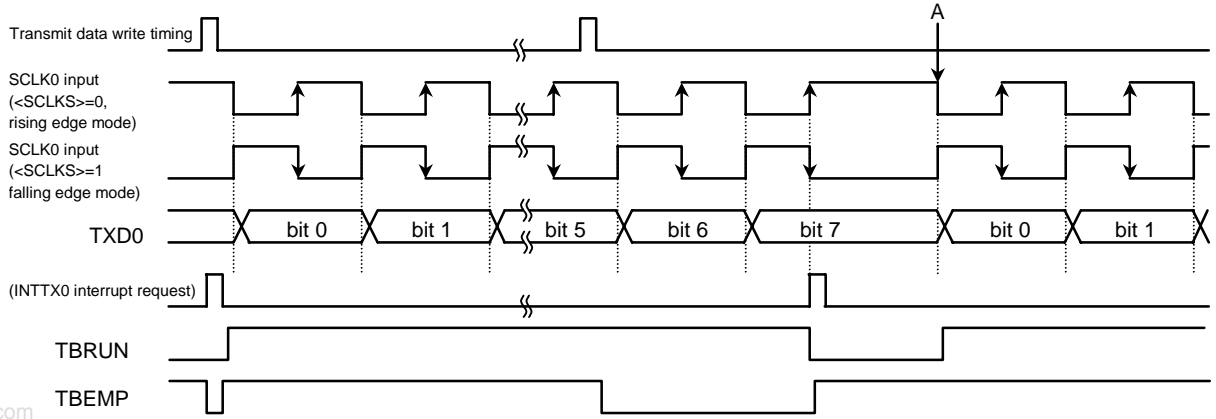 A
Transmit data write timing
SCLK0 input
(<SCLKS>=0,
rising edge mode)
SCLK0 input
(<SCLKS>=1
falling edge mode)
TXD0 bit 0 bit 1 bit 5 bit 6 bit 7 bit 0 bit 1
(INTTX0 interrupt request)
TBRUN
TBEMP
com